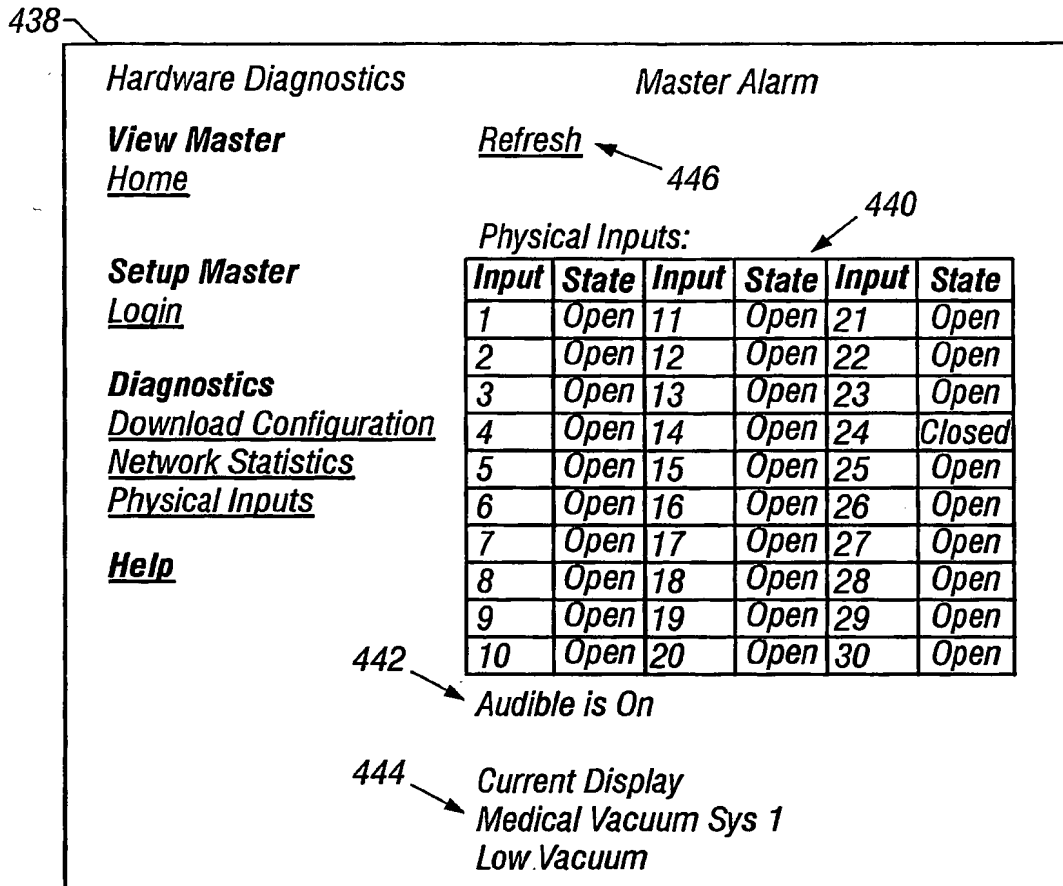 438
Hardware Diagnostics Master Alarm
View Master Refresh
Home 446
440
Physical Inputs:
Setup Master
Login
Input State Input State Input State
1 Open 11 Open 21 Open
2 Open 12 Open 22 Open
3 Open 13 Open 23 Open
4 Open 14 Open 24 Closed
5 Open 15 Open 25 Open
6 Open 16 Open 26 Open
7 Open 17 Open 27 Open
8 Open 18 Open 28 Open
9 Open 19 Open 29 Open
10 Open 20 Open 30 Open
Diagnostics
Download Configuration
Network Statistics
Physical Inputs
Help
442
Audible is On
444
Current Display
Medical Vacuum Sys 1
Low Vacuum